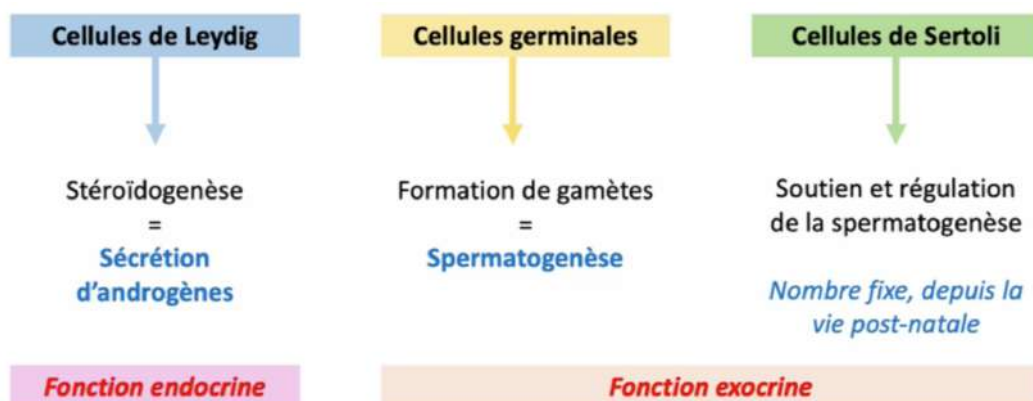 Cellules de Leydig
Cellules germinales
Cellules de Sertoli
Stéroïdogenèse
=
Sécrétion
d'androgènes
Formation de gamètes
=
Spermatogenèse
Soutien et régulation
de la spermatogenèse
Nombre fixe, depuis la
vie post-natale
Fonction endocrine
Fonction exocrine